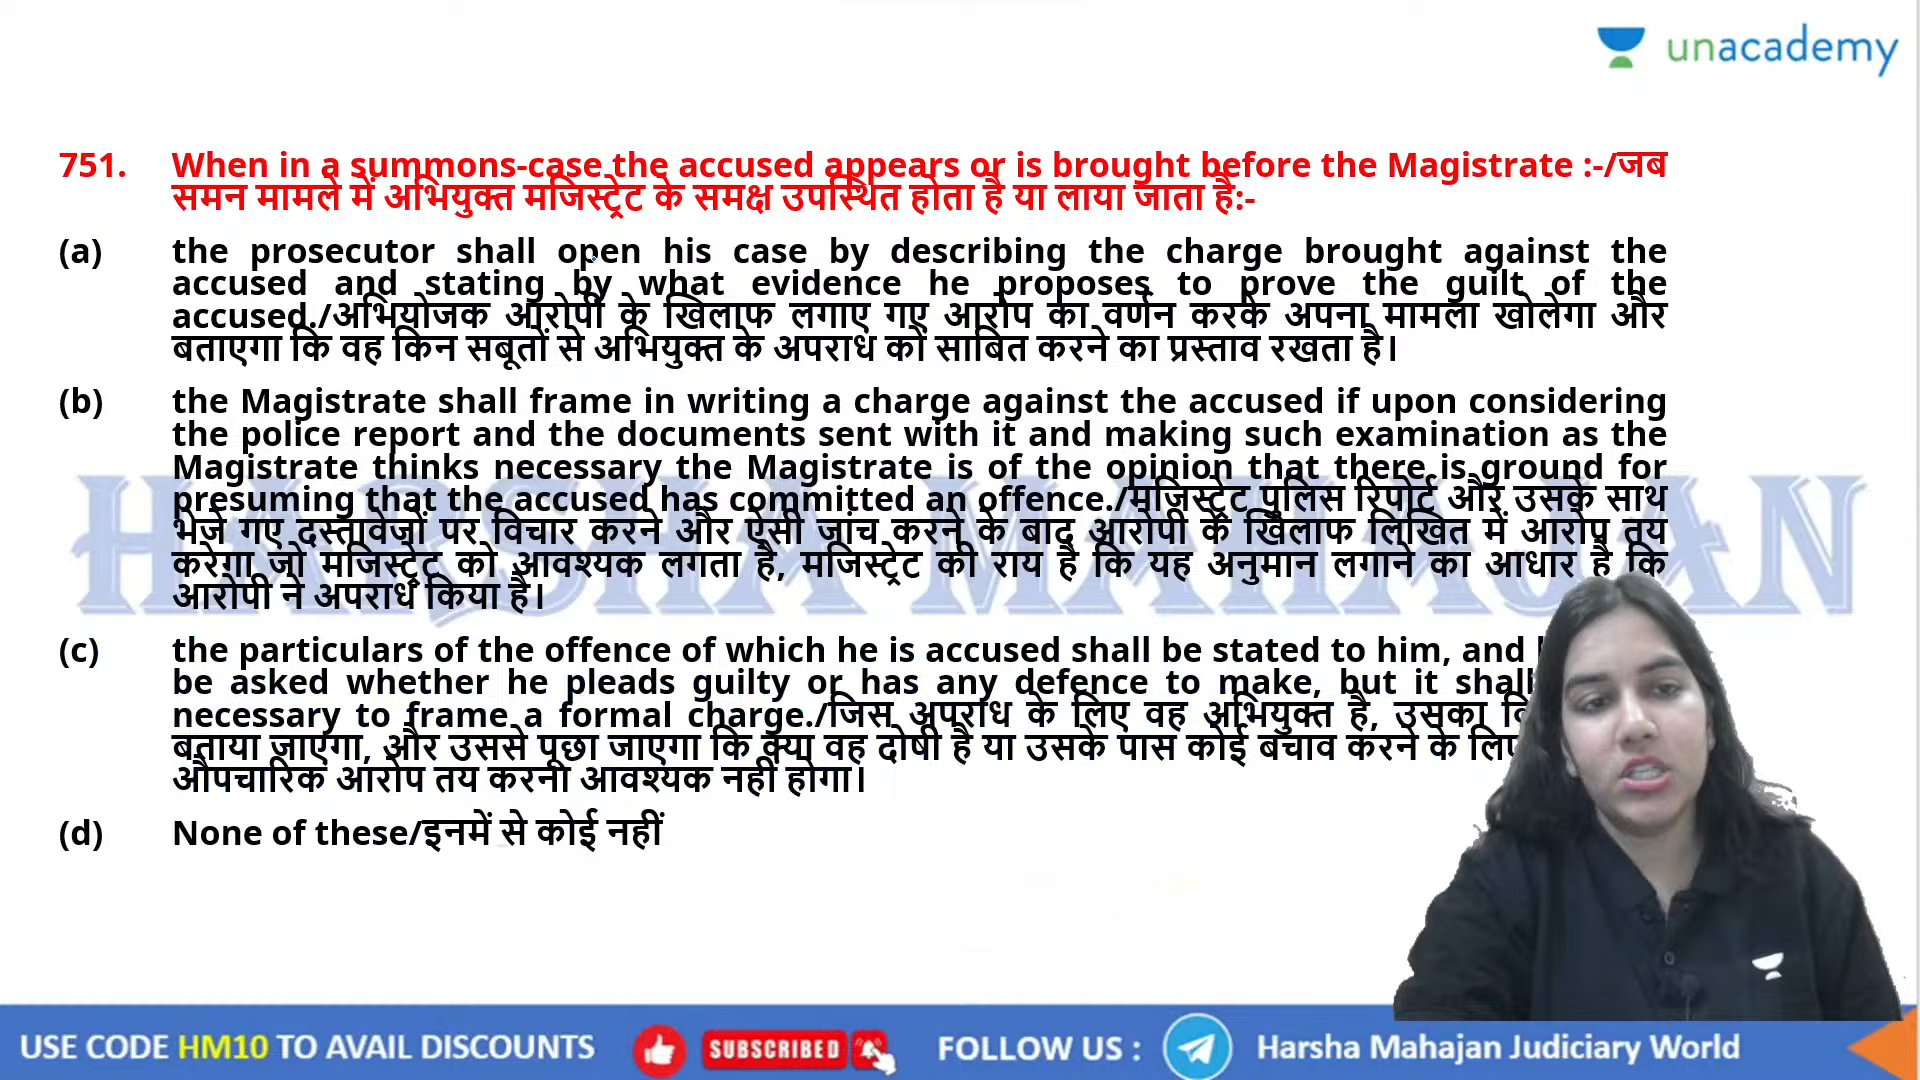 unacademy
751. When in a summons-case the accused appears or is brought before the Magistrate :-/जब
समन मामले में अभियुक्त मजिस्ट्रेट के समक्ष उपस्थित होता है या लाया जाता है:-
(a) the prosecutor shall open his case by describing the charge brought against the
accused and stating by what evidence he proposes to prove the guilt of the
accused./अभियोजक आरोपी के खिलाफ लगाए गए आरोप का वर्णन करके अपना मामला खोलेगा और
बताएगा कि वह किन सबूतों से अभियुक्त के अपराध को साबित करने का प्रस्ताव रखता है।
(b) the Magistrate shall frame in writing a charge against the accused if upon considering
the police report and the documents sent with it and making such examination as the
Magistrate thinks necessary the Magistrate is of the opinion that there is ground for
presuming that the accused has committed an offence./मजिस्ट्रेट पुलिस रिपोर्ट और उसके साथ
भेजे गए दस्तावेजों पर विचार करने और ऐसी जांच करने के बाद आरोपी के खिलाफ लिखित में आरोप तय
करेगा जो मजिस्ट्रेट को आवश्यक लगता है, मजिस्ट्रेट की राय है कि यह अनुमान लगाने का आधार है कि
आरोपी ने अपराध किया है।
HARSHA MAHAJAN
(c) the particulars of the offence of which he is accused shall be stated to him, and
be asked whether he pleads guilty or has any defence to make, but it shall
necessary to frame a formal charge./जिस अपराध के लिए वह अभियुक्त है, उसका
बताया जाएगा, और उससे पूछा जाएगा कि क्या वह दोषी है या उसके पास कोई बचाव करने के
औपचारिक आरोप तय करना आवश्यक नहीं होगा।
(d) None of these/इनमें से कोई नहीं
USE CODE HM10 TO AVAIL DISCOUNTS SUBSCRIBED FOLLOW US : Harsha Mahajan Judiciary World